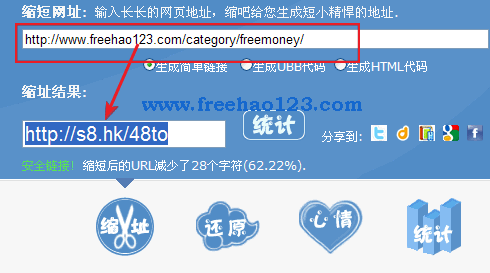 缩短网址: 输入长长的网页地址，缩吧给您生成短小精悍的地址.
http://www.freehao123.com/category/freemoney/
生成简单链接 生成UBB代码 生成HTML代码
缩址结果:
www.freehao123.com
http://s8.hk/48to 统计 分享到:
安全链接! 缩短后的URL减少了28个字符(62.22%).
缩址 还原 心情 统计